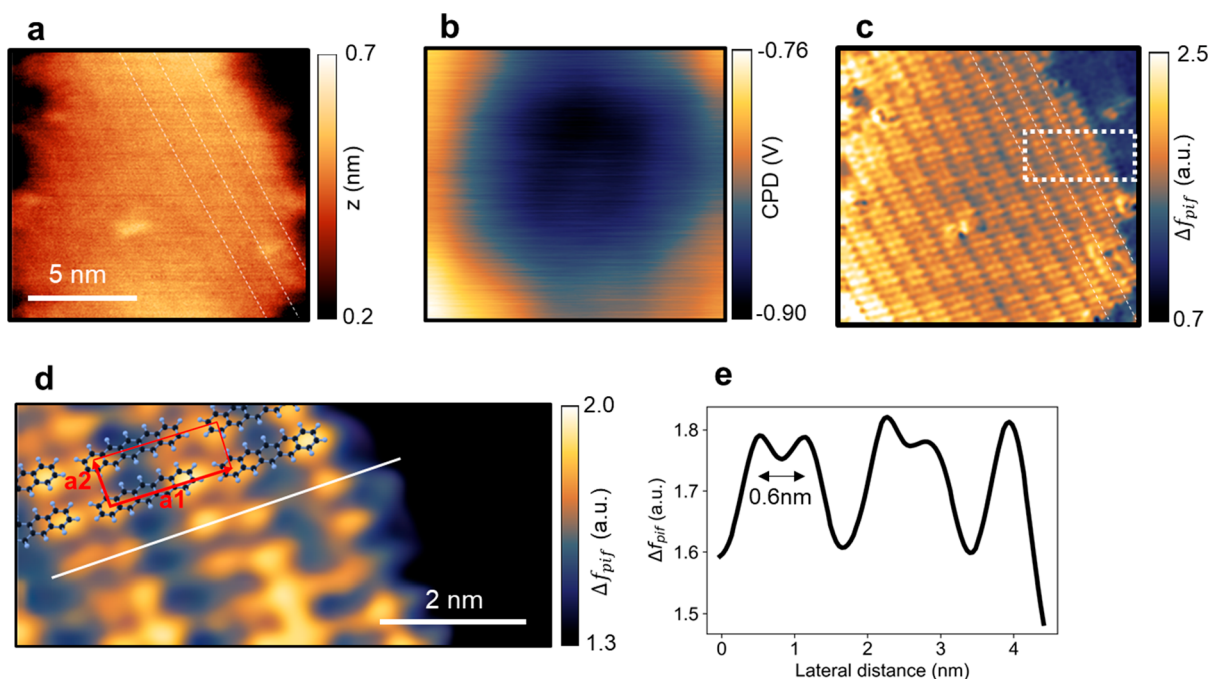 a
0.7
z (nm)
0.2
5 nm
b
-0.76
CPD (V)
-0.90
c
2.5
Δf_pif (a.u.)
0.7
d
2.0
Δf_pif (a.u.)
1.3
a2
a1
2 nm
e
1.8
1.7
1.6
1.5
Δf_pif (a.u.)
0.6nm
0 1 2 3 4
Lateral distance (nm)